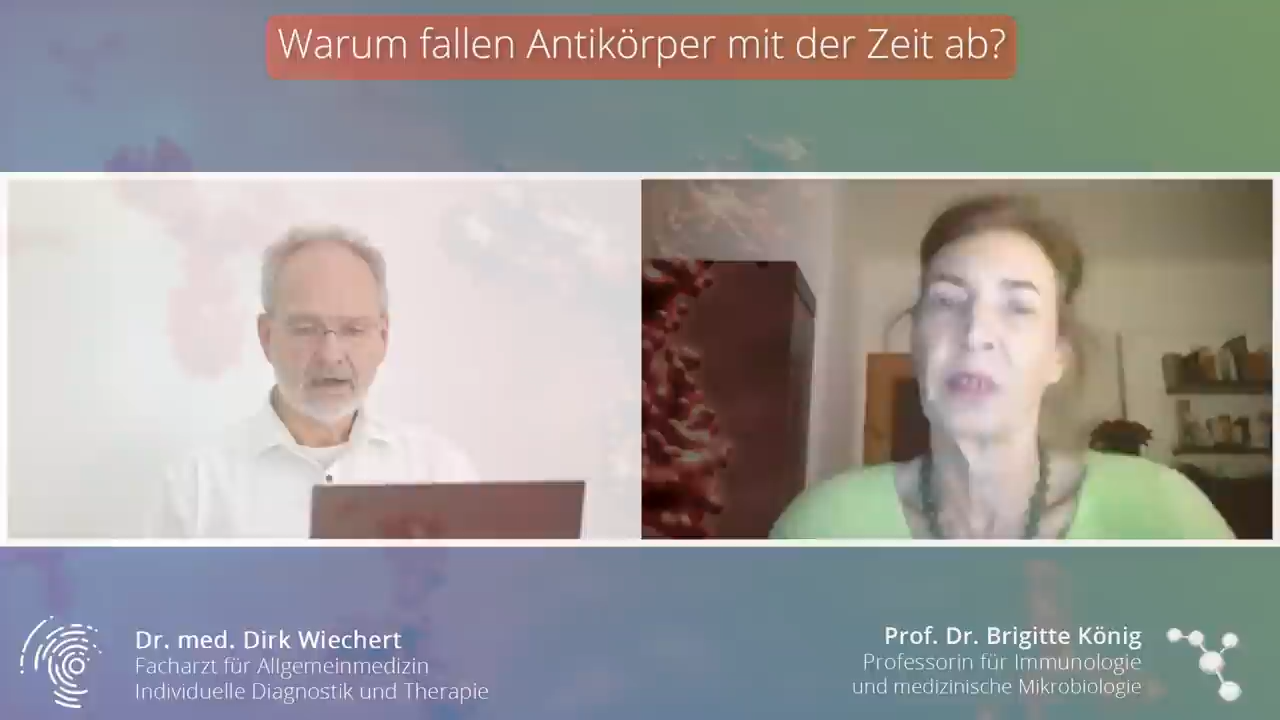 Warum fallen Antikörper mit der Zeit ab?
Dr. med. Dirk Wiechert
Facharzt für Allgemeinmedizin
Individuelle Diagnostik und Therapie
Prof. Dr. Brigitte König
Professorin für Immunologie
und medizinische Mikrobiologie